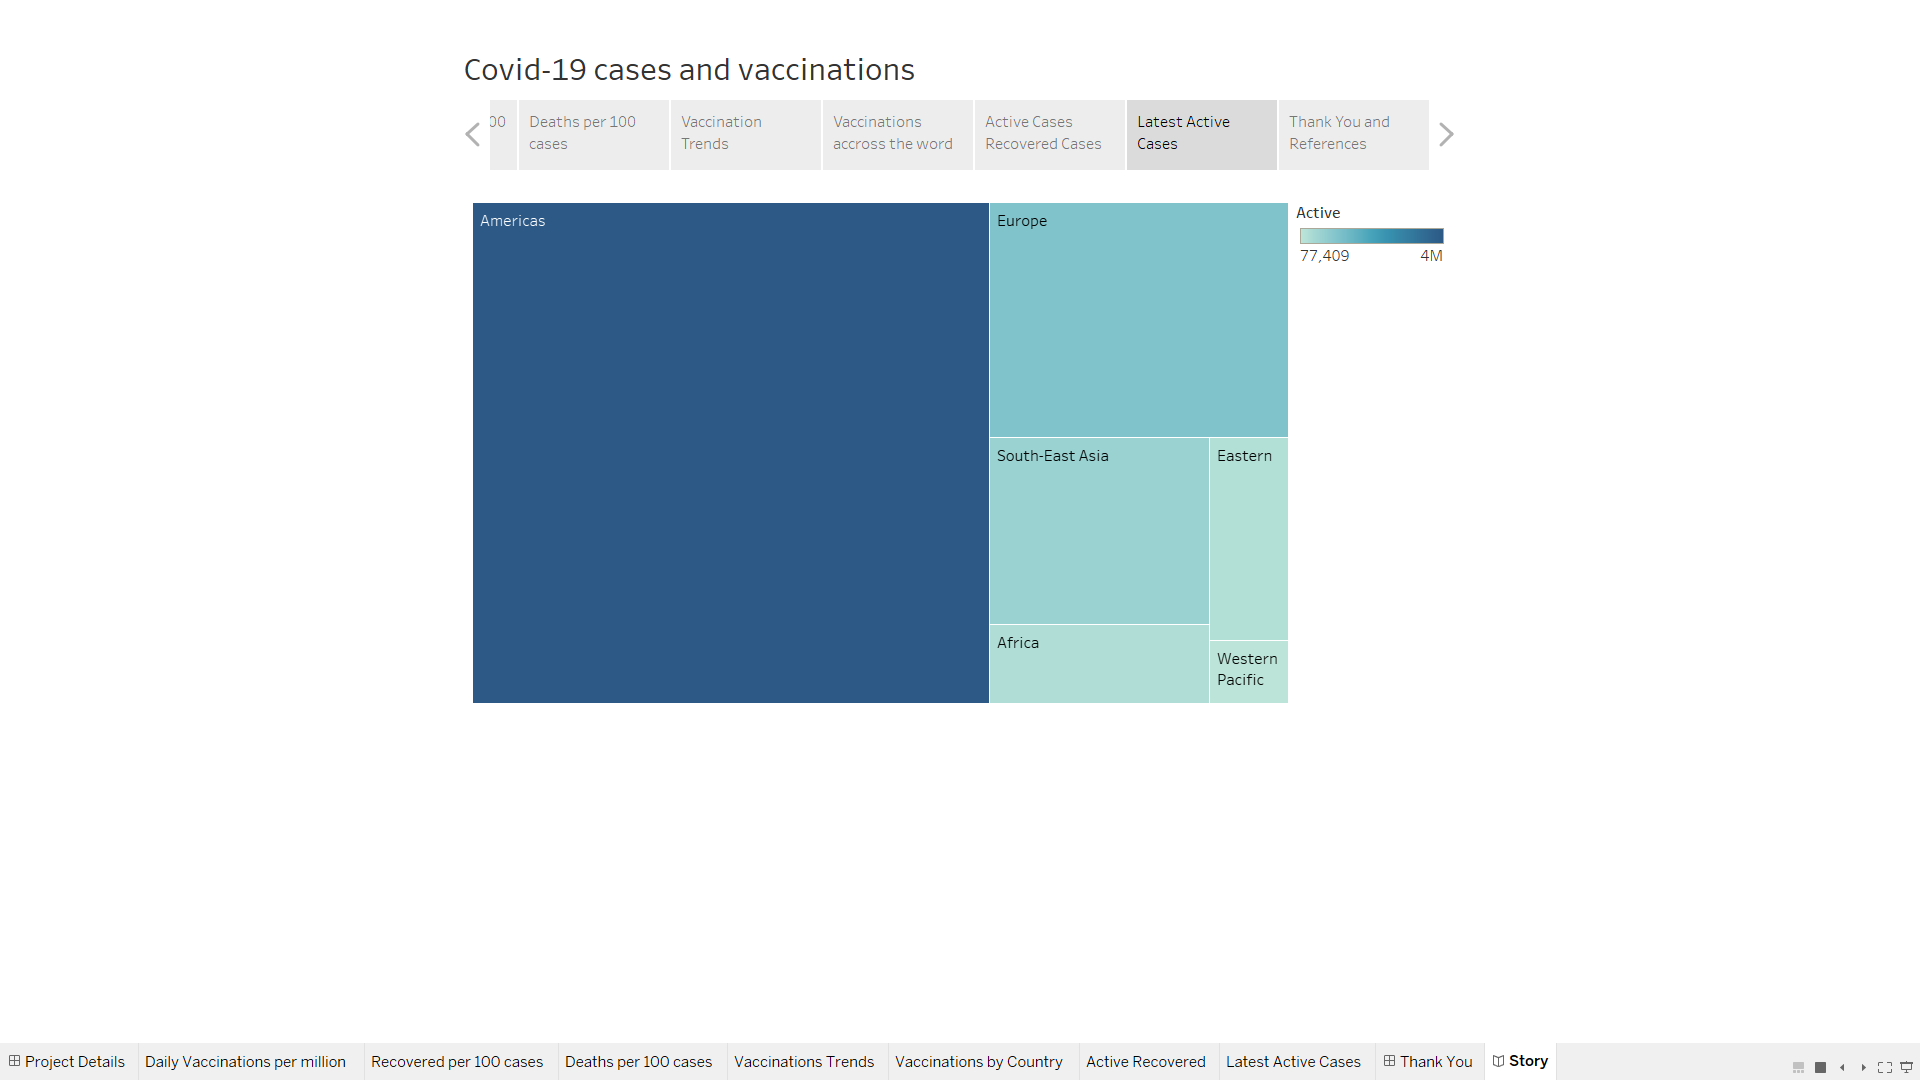 Covid-19 cases and vaccinations
00
Deaths per 100
cases
Vaccination
Trends
Vaccinations
accross the word
Active Cases
Recovered Cases
Latest Active
Cases
Thank You and
References
Americas
Europe
South-East Asia
Eastern
Africa
Western
Pacific
Active
77,409 4M
Project Details Daily Vaccinations per million Recovered per 100 cases Deaths per 100 cases Vaccinations Trends Vaccinations by Country Active Recovered Latest Active Cases Thank You Story